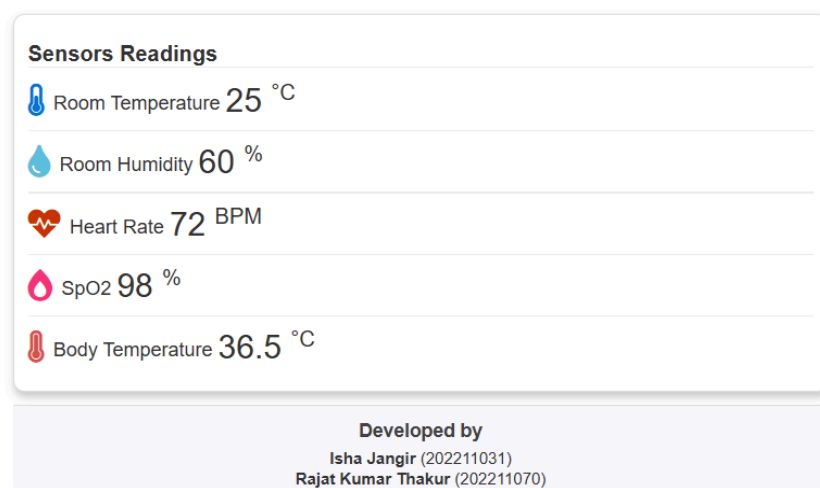 Sensors Readings
Room Temperature 25 °C
Room Humidity 60 %
Heart Rate 72 BPM
SpO2 98 %
Body Temperature 36.5 °C
Developed by
Isha Jangir (202211031)
Rajat Kumar Thakur (202211070)